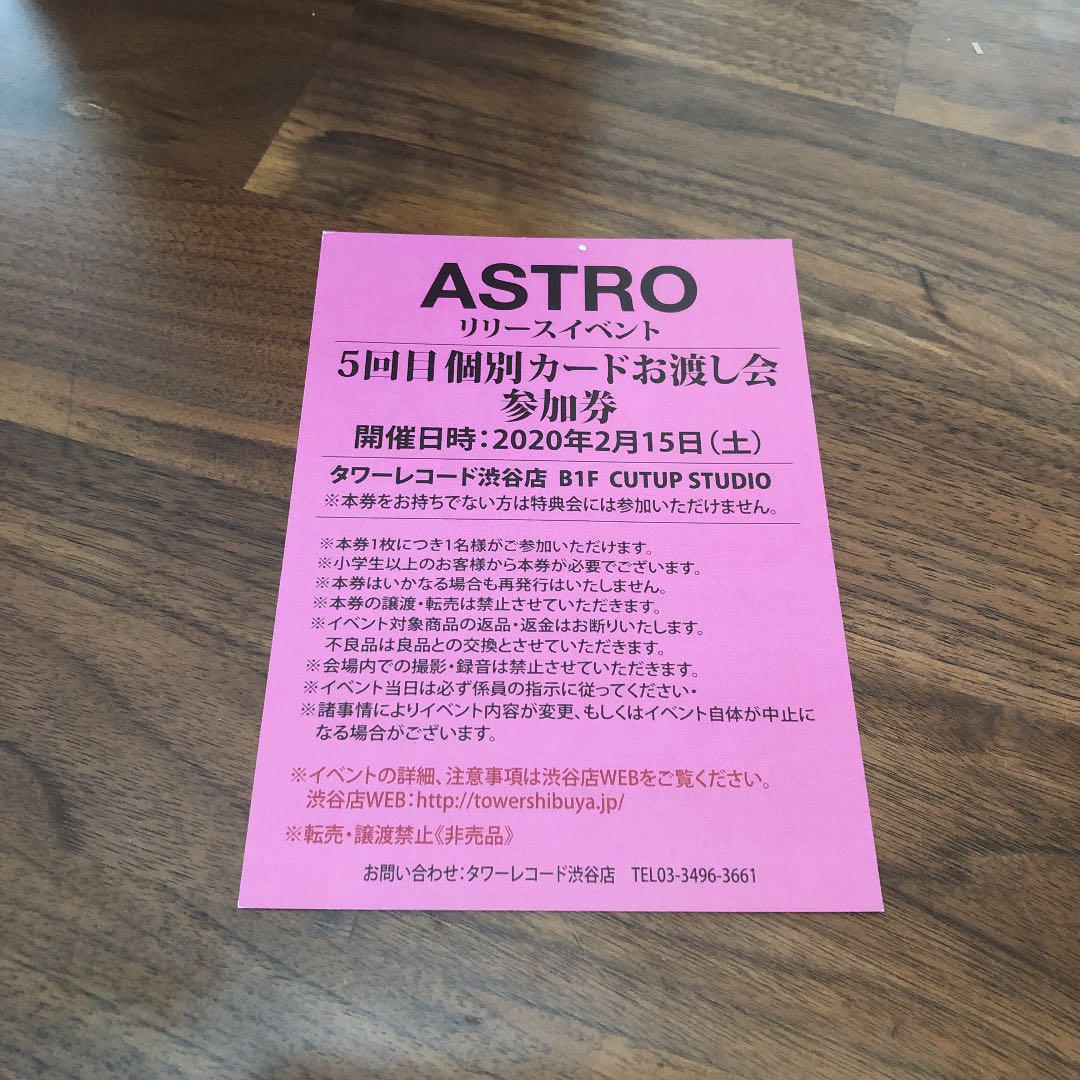 ASTRO
リリースイベント
5回目個別カードお渡し会
参加券
開催日時：2020年2月15日（土）
タワーレコード渋谷店 B1F CUTUP STUDIO
※本券をお持ちでない方は特典会には参加いただけません。
※本券1枚につき1名様がご参加いただけます。
※小学生以上のお客様から本券が必要でございます。
※本券はいかなる場合も再発行はいたしません。
※本券の譲渡・転売は禁止させていただきます。
※イベント対象商品の返品・返金はお断りいたします。
不良品は良品との交換とさせていただきます。
※会場内での撮影・録音は禁止させていただきます。
※イベント当日は必ず係員の指示に従ってください・
※諸事情によりイベント内容が変更、もしくはイベント自体が中止に
なる場合がございます。
※イベントの詳細、注意事項は渋谷店WEBをご覧ください。
渋谷店WEB：http://towershibuya.jp/
※転売・譲渡禁止《非売品》
お問い合わせ：タワーレコード渋谷店 TEL03-3496-3661